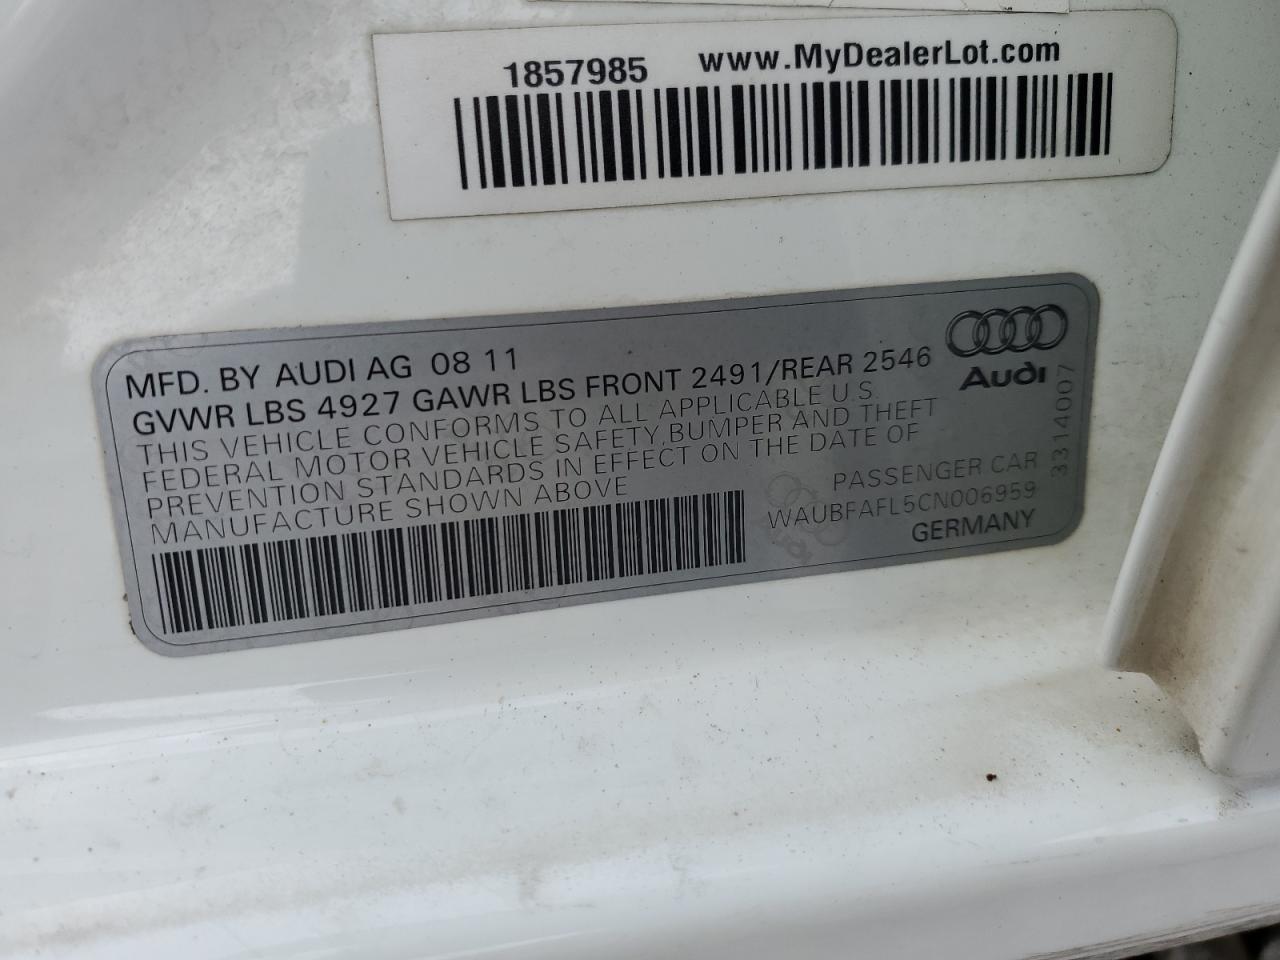 1857985 www.MyDealerLot.com
MFD. BY AUDI AG 08 11
GVWR LBS 4927 GAWR LBS FRONT 2491/REAR 2546
THIS VEHICLE CONFORMS TO ALL APPLICABLE U.S.
FEDERAL MOTOR VEHICLE SAFETY,BUMPER AND THEFT
PREVENTION STANDARDS IN EFFECT ON THE DATE OF
MANUFACTURE SHOWN ABOVE
Audi
3314007
PASSENGER CAR
WAUBFAFL5CN006959
GERMANY